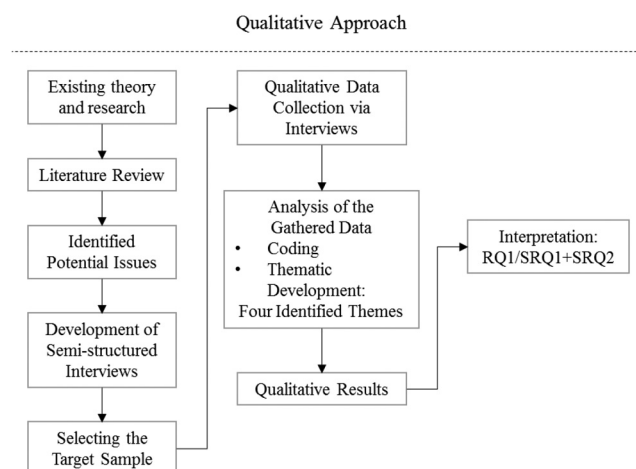 Qualitative Approach
Existing theory
and research
Literature Review
Identified
Potential Issues
Development of
Semi-structured
Interviews
Selecting the
Target Sample
Qualitative Data
Collection via
Interviews
Analysis of the
Gathered Data
• Coding
• Thematic
Development:
Four Identified Themes
Qualitative Results
Interpretation:
RQ1/SRQ1+SRQ2